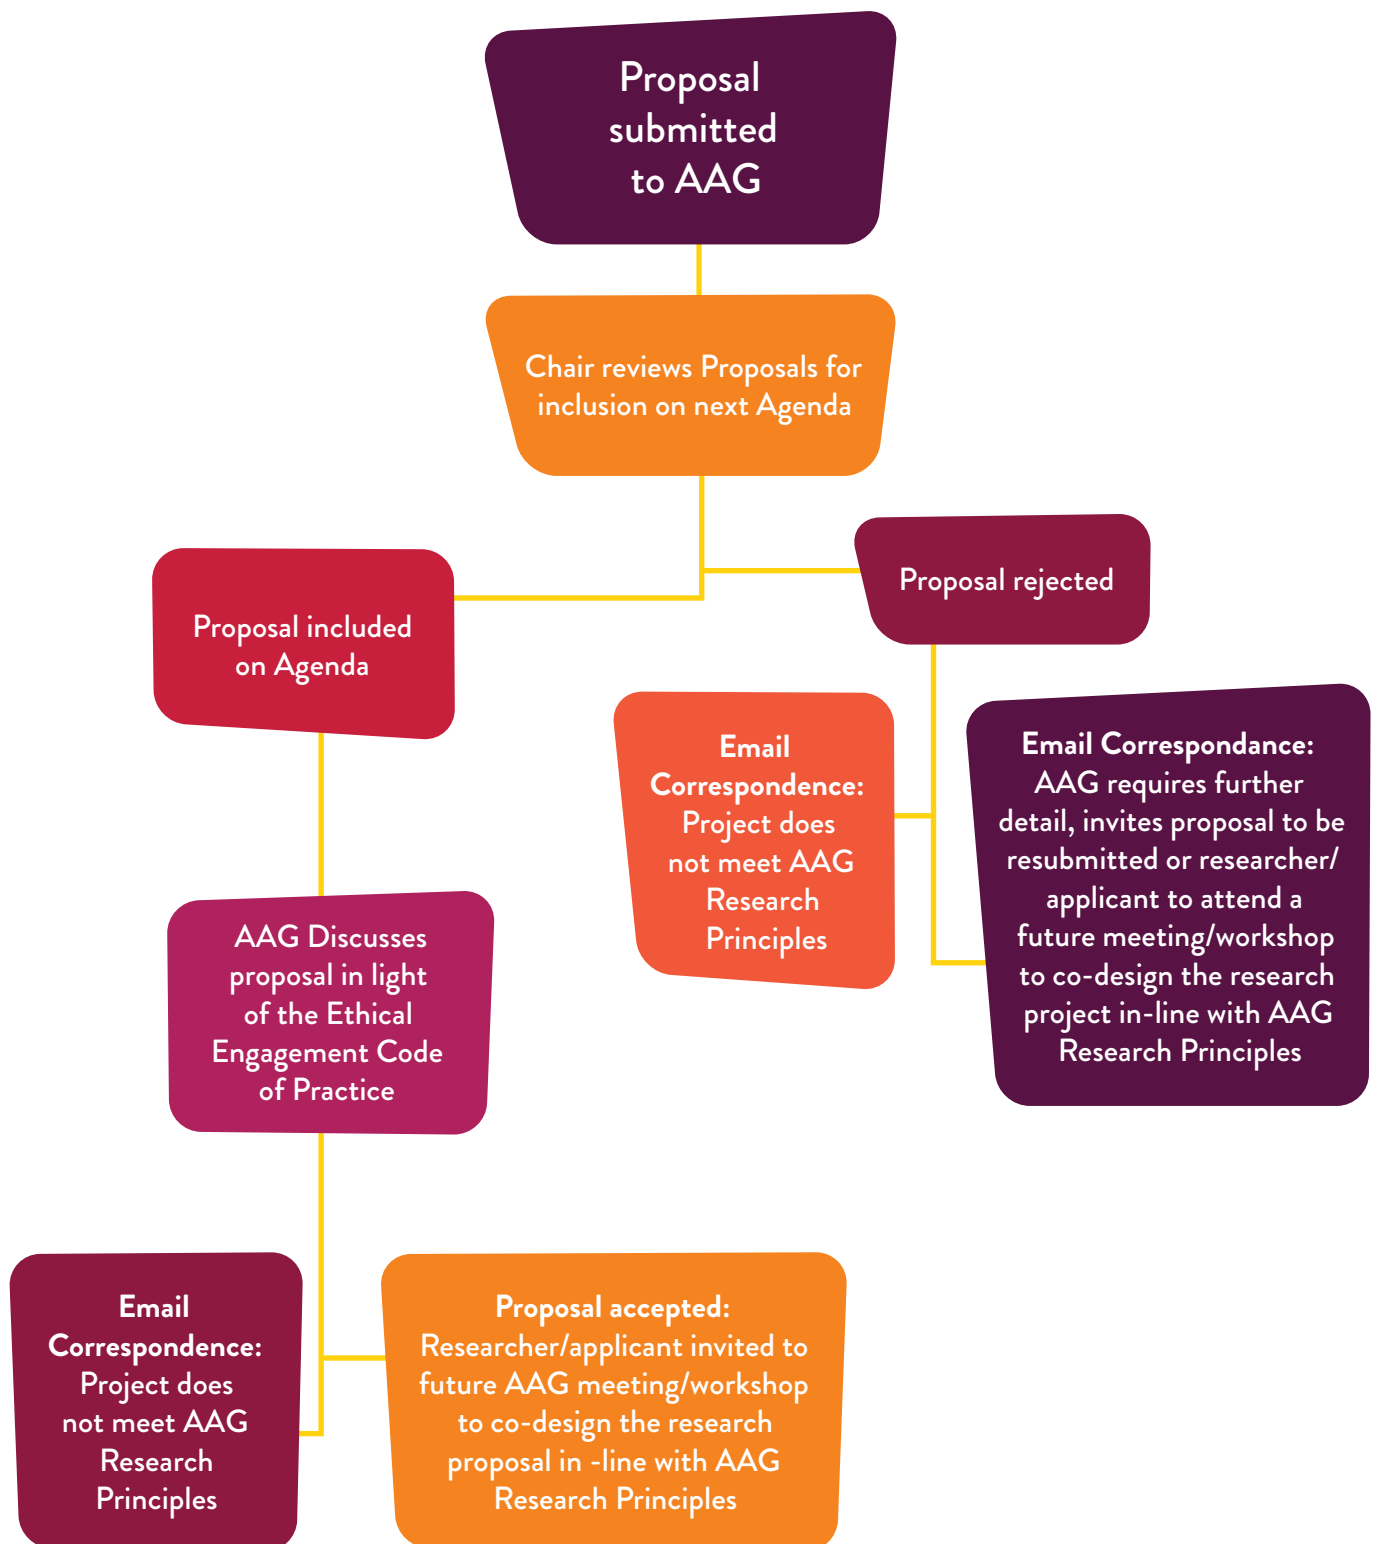 Proposal
submitted
to AAG
Chair reviews Proposals for
inclusion on next Agenda
Proposal rejected
Proposal included
on Agenda
Email
Correspondence:
Project does
not meet AAG
Research
Principles
Email Correspondance:
AAG requires further
detail, invites proposal to be
resubmitted or researcher/
applicant to attend a
future meeting/workshop
to co-design the research
project in-line with AAG
Research Principles
AAG Discusses
proposal in light
of the Ethical
Engagement Code
of Practice
Email
Correspondence:
Project does
not meet AAG
Research
Principles
Proposal accepted:
Researcher/applicant invited to
future AAG meeting/workshop
to co-design the research
proposal in -line with AAG
Research Principles